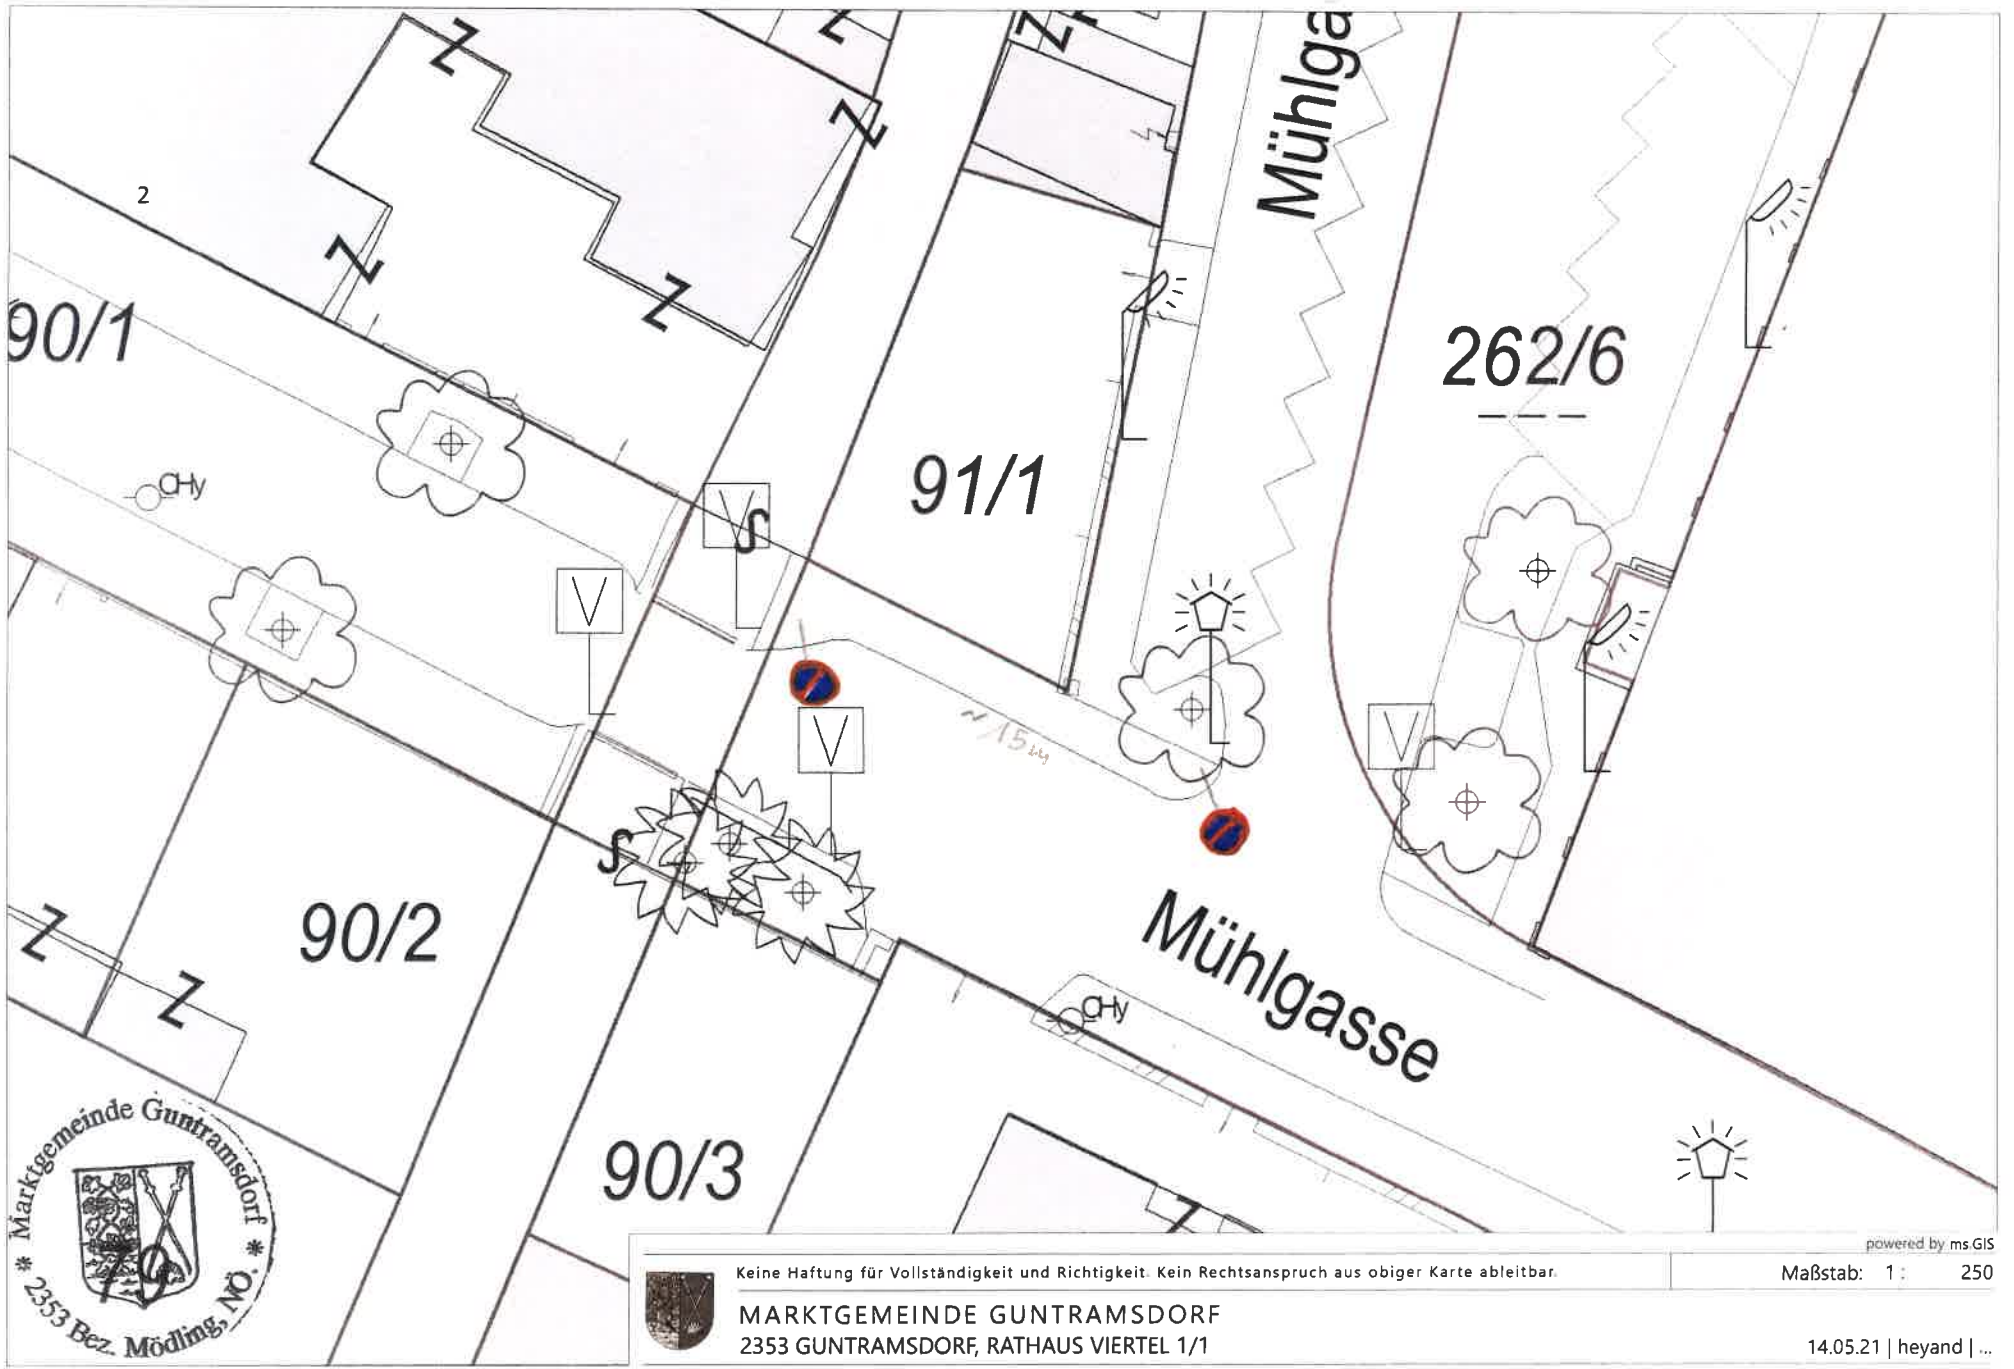 Z
Z
Z
Mühlga
Z
2
Z
Z
90/1
262/6
CHy
91/1
V
S
V
~ 15 m
V
V
S
90/2
Z
Z
Mühlgasse
CHy
90/3
Z
* Marktgemeinde Guntramsdorf *
2353 Bez. Mödling, NÖ.
79
powered by ms.GIS
Keine Haftung für Vollständigkeit und Richtigkeit. Kein Rechtsanspruch aus obiger Karte ableitbar.
Maßstab: 1 : 250
MARKTGEMEINDE GUNTRAMSDORF
2353 GUNTRAMSDORF, RATHAUS VIERTEL 1/1
14.05.21 | heyand | ...